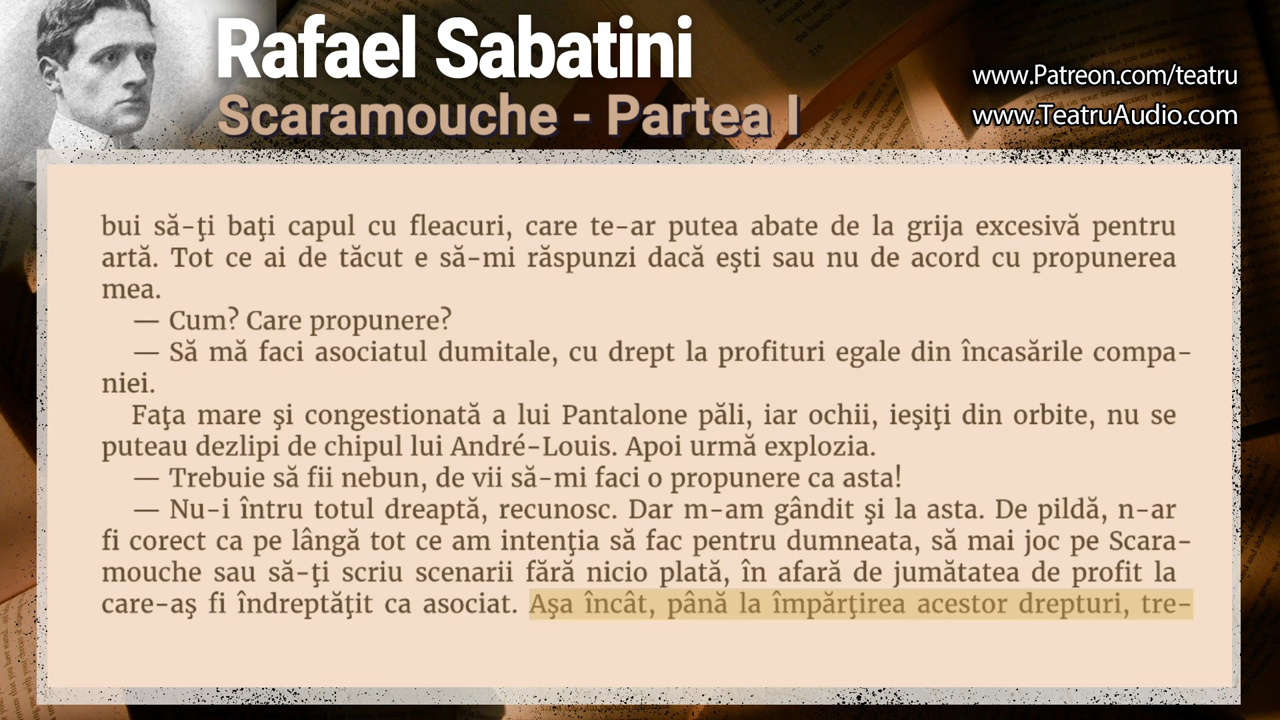 Rafael Sabatini
Scaramouche - Partea I
www.Patreon.com/teatru
www.TeatruAudio.com
bui să-ţi baţi capul cu fleacuri, care te-ar putea abate de la grija excesivă pentru
artă. Tot ce ai de tăcut e să-mi răspunzi dacă eşti sau nu de acord cu propunerea
mea.
— Cum? Care propunere?
— Să mă faci asociatul dumitale, cu drept la profituri egale din încasările compa-
niei.
Faţa mare şi congestionată a lui Pantalone păli, iar ochii, ieşiţi din orbite, nu se
puteau dezlipi de chipul lui André-Louis. Apoi urmă explozia.
— Trebuie să fii nebun, de vii să-mi faci o propunere ca asta!
— Nu-i întru totul dreaptă, recunosc. Dar m-am gândit şi la asta. De pildă, n-ar
fi corect ca pe lângă tot ce am intenţia să fac pentru dumneata, să mai joc pe Scara-
mouche sau să-ţi scriu scenarii fără nicio plată, în afară de jumătatea de profit la
care-aş fi îndreptăţit ca asociat. Aşa încât, până la împărţirea acestor drepturi, tre-